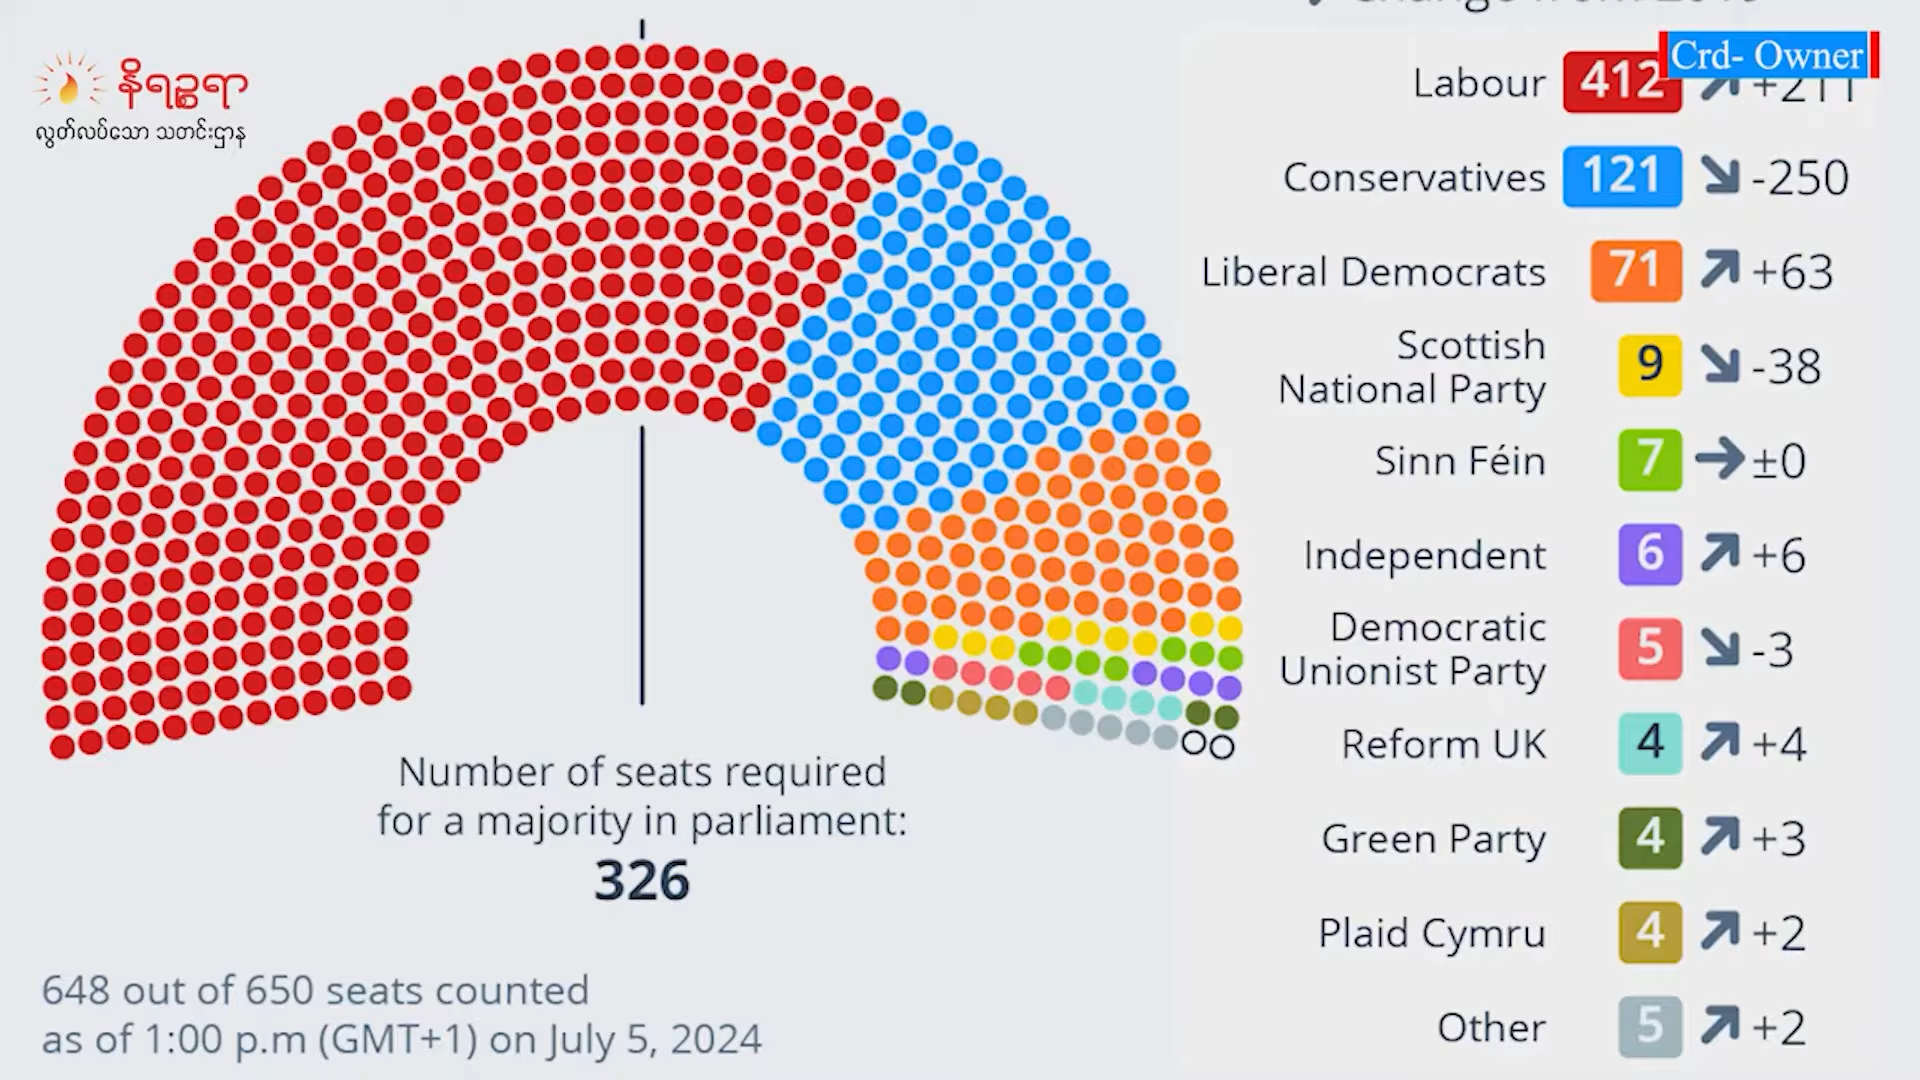 နိရဉ္စရာ
လွတ်လပ်သော သတင်းဌာန
Crd- Owner
Labour 412 +211
Conservatives 121 -250
Liberal Democrats 71 +63
Scottish
National Party 9 -38
Sinn Féin 7 ±0
Independent 6 +6
Democratic
Unionist Party 5 -3
Reform UK 4 +4
Green Party 4 +3
Plaid Cymru 4 +2
Other 5 +2
Number of seats required
for a majority in parliament:
326
648 out of 650 seats counted
as of 1:00 p.m (GMT+1) on July 5, 2024